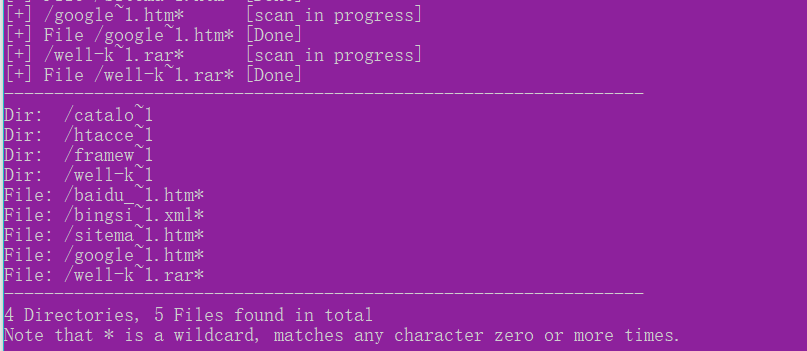 [+] /google~1.htm*      [scan in progress]
[+] File /google~1.htm* [Done]
[+] /well-k~1.rar*      [scan in progress]
[+] File /well-k~1.rar* [Done]
----------------------------------------------------------------
Dir:  /catalo~1
Dir:  /htacce~1
Dir:  /framew~1
Dir:  /well-k~1
File: /baidu_~1.htm*
File: /bingsi~1.xml*
File: /sitema~1.htm*
File: /google~1.htm*
File: /well-k~1.rar*
----------------------------------------------------------------
4 Directories, 5 Files found in total
Note that * is a wildcard, matches any character zero or more times.